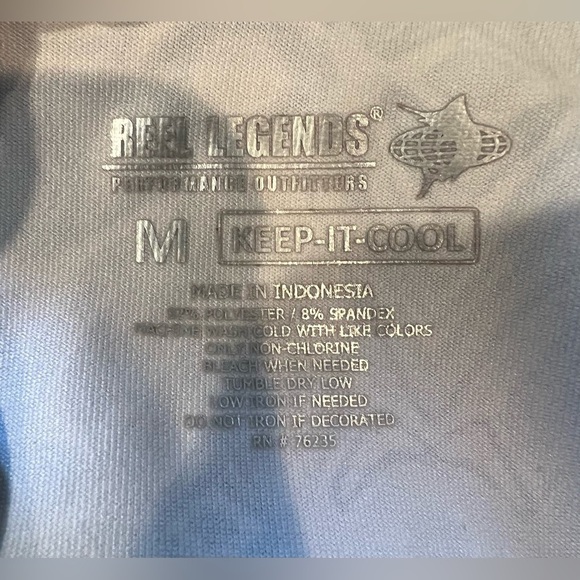 REEL LEGENDS®
PERFORMANCE OUTFITTERS
M KEEP-IT-COOL
MADE IN INDONESIA
92% POLYESTER / 8% SPANDEX
MACHINE WASH COLD WITH LIKE COLORS
ONLY NON-CHLORINE
BLEACH WHEN NEEDED
TUMBLE DRY LOW
LOW IRON IF NEEDED
DO NOT IRON IF DECORATED
RN # 76235